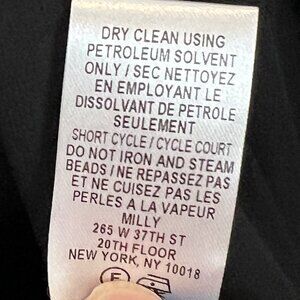 DRY CLEAN USING
PETROLEUM SOLVENT
ONLY / SEC NETTOYEZ
EN EMPLOYANT LE
DISSOLVANT DE PETROLE
SEULEMENT
SHORT CYCLE / CYCLE COURT
DO NOT IRON AND STEAM
BEADS / NE REPASSEZ PAS
ET NE CUISEZ PAS LES
PERLES A LA VAPEUR
MILLY
265 W 37TH ST
20TH FLOOR
NEW YORK, NY 10018
F